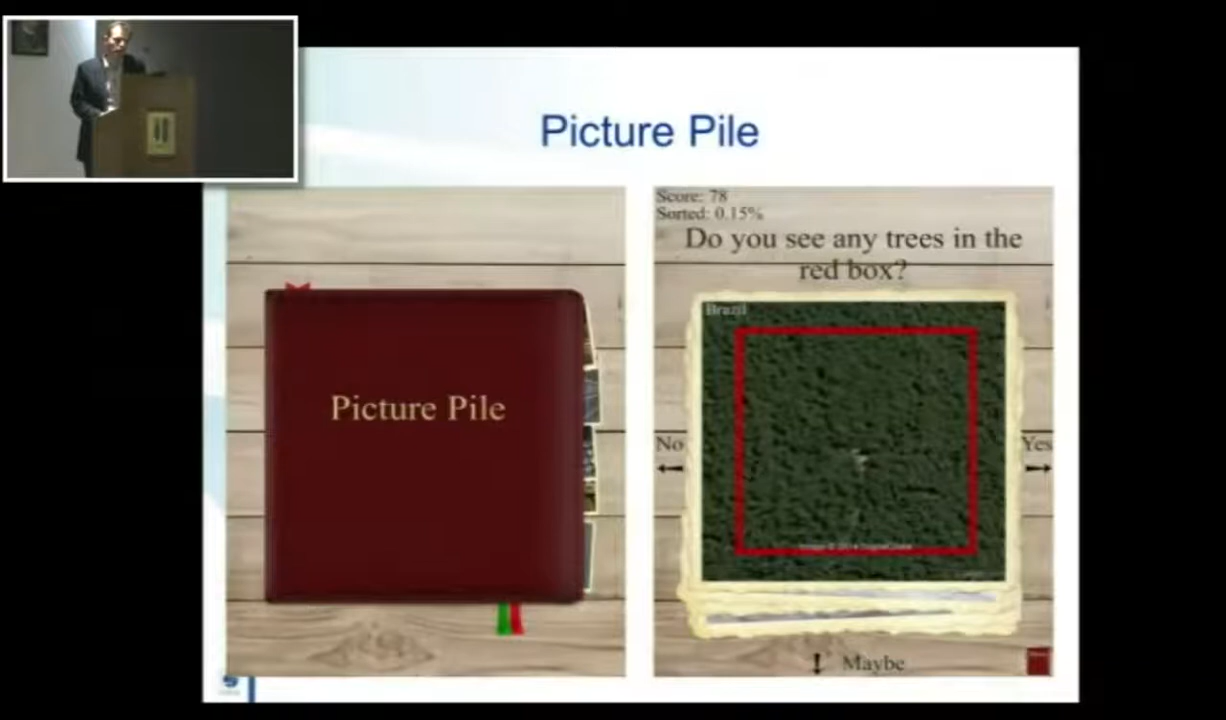 Picture Pile
Picture Pile
Score: 78
Sorted: 0.15%
Do you see any trees in the
red box?
Brazil
No
Yes
Maybe